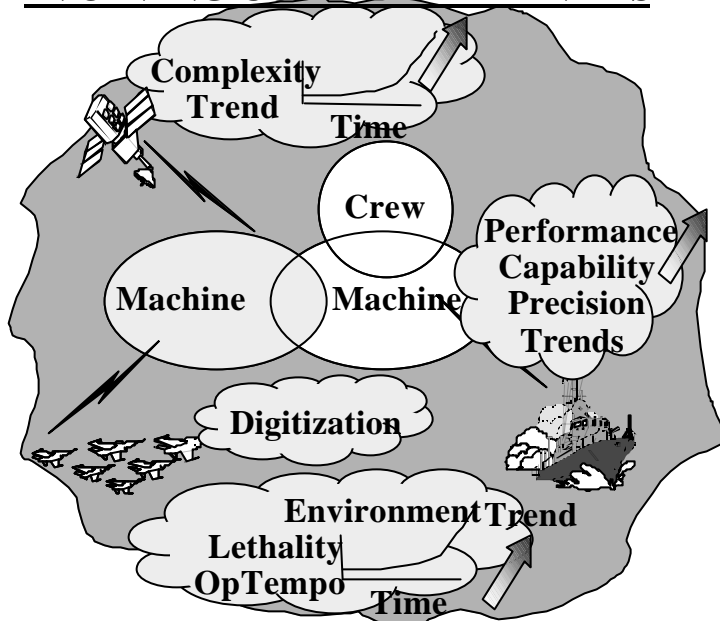 Complexity
Trend
Time
Crew
Performance
Capability
Precision
Trends
Machine
Machine
Digitization
Environment Trend
Lethality
OpTempo
Time